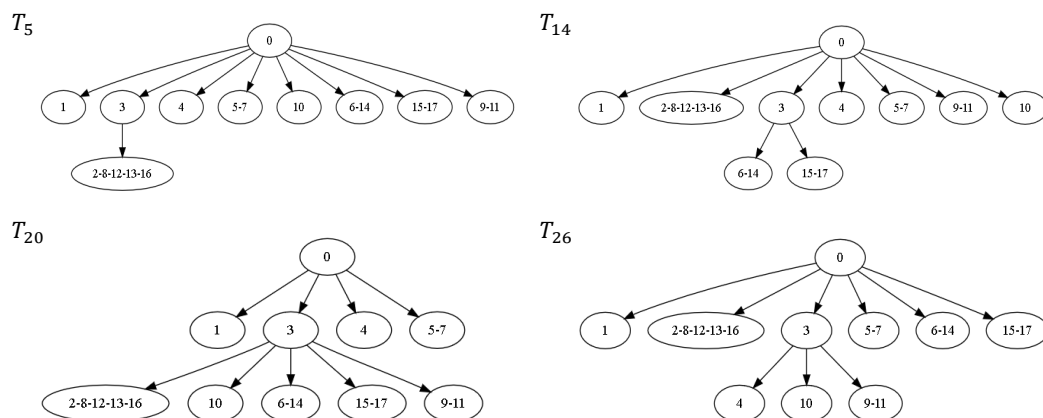 T₅
0
1 3 4 5-7 10 6-14 15-17 9-11
2-8-12-13-16
T₁₄
0
1 2-8-12-13-16 3 4 5-7 9-11 10
6-14 15-17
T₂₀
0
1 3 4 5-7
2-8-12-13-16 10 6-14 15-17 9-11
T₂₆
0
1 2-8-12-13-16 3 5-7 6-14 15-17
4 10 9-11